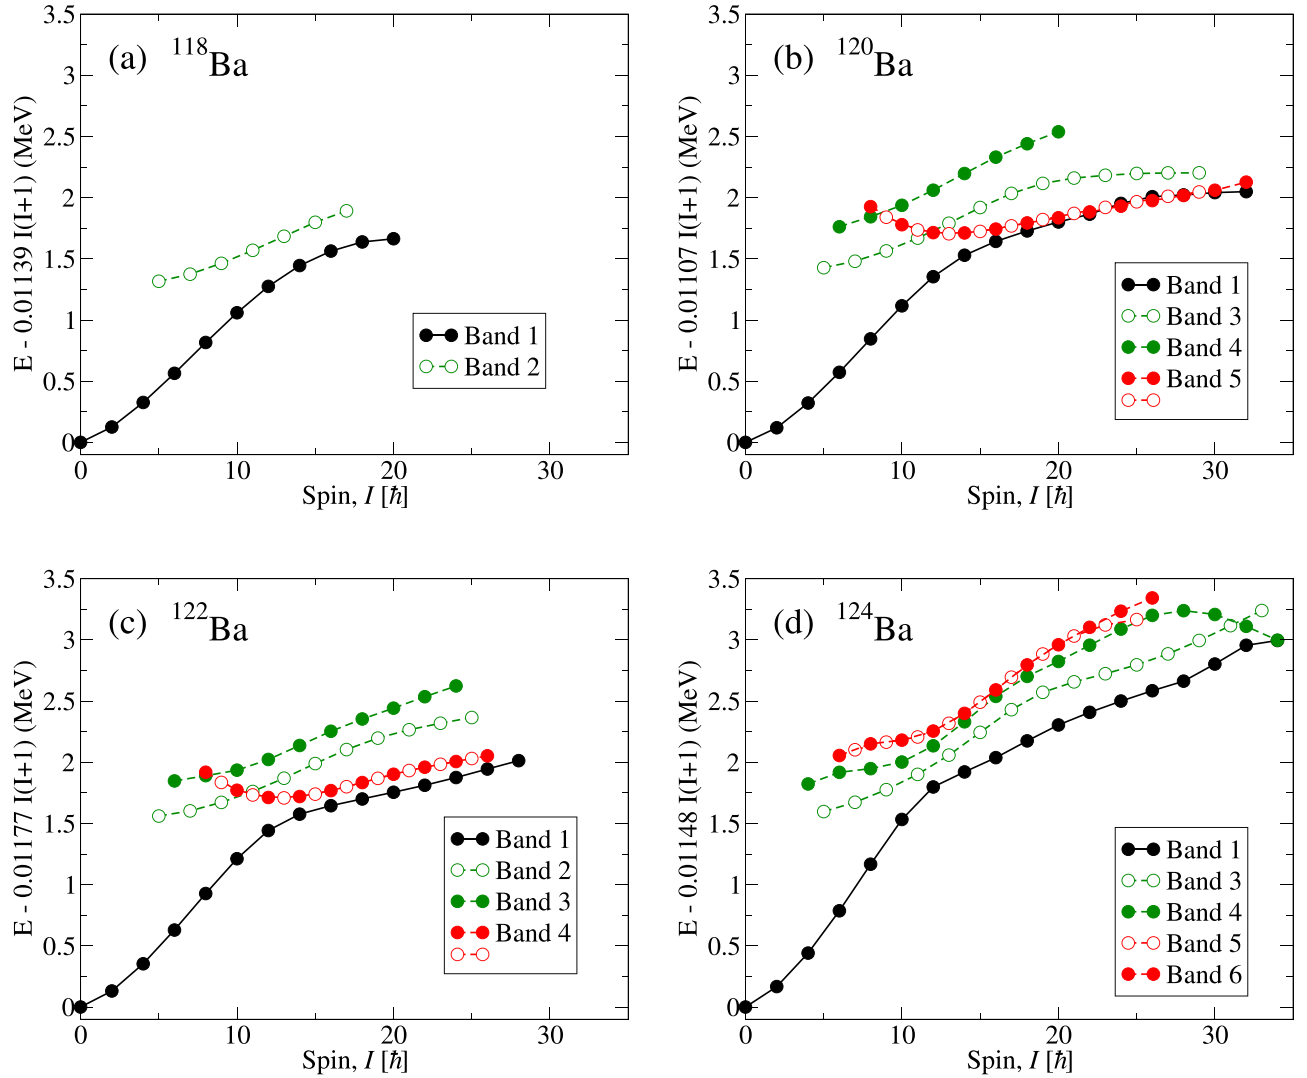 (a) ¹¹⁸Ba
E - 0.01139 I(I+1) (MeV)
3.5
3
2.5
2
1.5
1
0.5
0
0 10 20 30
Spin, I [ħ]
Band 1
Band 2
(b) ¹²⁰Ba
E - 0.01107 I(I+1) (MeV)
3.5
3
2.5
2
1.5
1
0.5
0
0 10 20 30
Spin, I [ħ]
Band 1
Band 3
Band 4
Band 5
(c) ¹²²Ba
E - 0.01177 I(I+1) (MeV)
3.5
3
2.5
2
1.5
1
0.5
0
0 10 20 30
Spin, I [ħ]
Band 1
Band 2
Band 3
Band 4
(d) ¹²⁴Ba
E - 0.01148 I(I+1) (MeV)
3.5
3
2.5
2
1.5
1
0.5
0
0 10 20 30
Spin, I [ħ]
Band 1
Band 3
Band 4
Band 5
Band 6